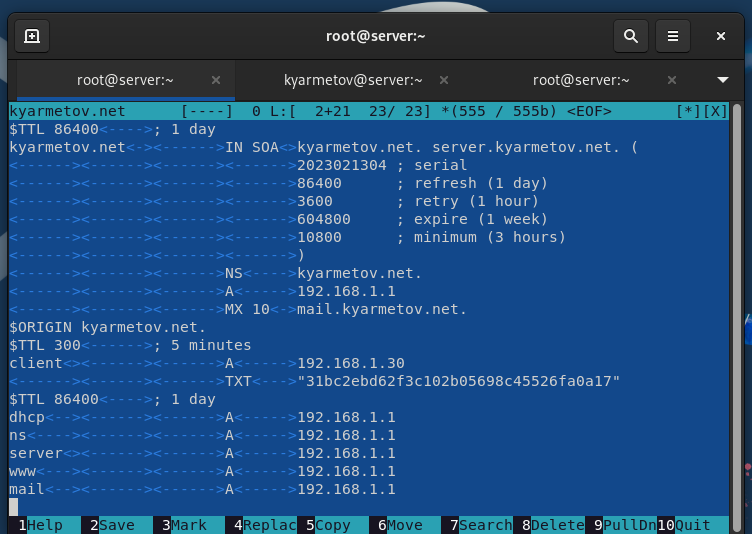 root@server:~
root@server:~ × kyarmetov@server:~ × root@server:~ ×
kyarmetov.net [----] 0 L:[ 2+21 23/ 23] *(555 / 555b) <EOF> [*][X]
$TTL 86400<---->; 1 day
kyarmetov.net<--><------>IN SOA<>kyarmetov.net. server.kyarmetov.net. (
<------><------><------><------>2023021304 ; serial
<------><------><------><------>86400 ; refresh (1 day)
<------><------><------><------>3600 ; retry (1 hour)
<------><------><------><------>604800 ; expire (1 week)
<------><------><------><------>10800 ; minimum (3 hours)
<------><------><------><------>)
<------><------><------>NS<---->kyarmetov.net.
<------><------><------>A<----->192.168.1.1
<------><------><------>MX 10<-->mail.kyarmetov.net.
$ORIGIN kyarmetov.net.
$TTL 300<------>; 5 minutes
client<><------><------>A<----->192.168.1.30
<------><------><------>TXT<--->"31bc2ebd62f3c102b05698c45526fa0a17"
$TTL 86400<---->; 1 day
dhcp<--><------><------>A<----->192.168.1.1
ns<----><------><------>A<----->192.168.1.1
server<><------><------>A<----->192.168.1.1
www<---><------><------>A<----->192.168.1.1
mail<--><------><------>A<----->192.168.1.1
1Help 2Save 3Mark 4Replac 5Copy 6Move 7Search 8Delete 9PullDn 10Quit